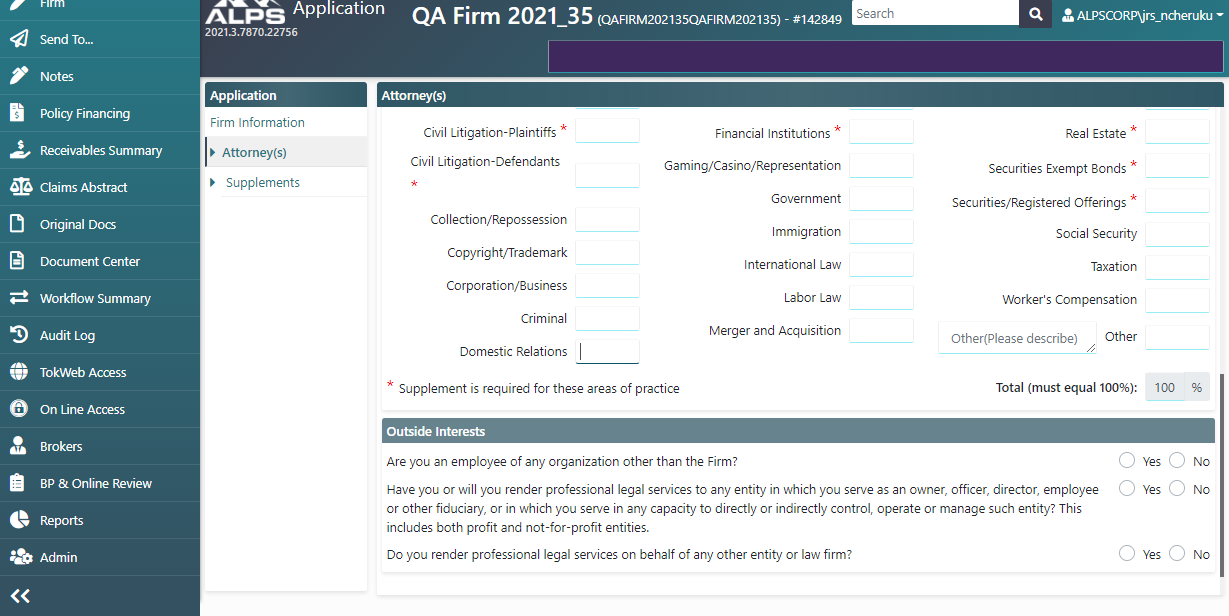 Firm
Send To...
Notes
Policy Financing
Receivables Summary
Claims Abstract
Original Docs
Document Center
Workflow Summary
Audit Log
TokWeb Access
On Line Access
Brokers
BP & Online Review
Reports
Admin
ALPS
2021.3.7870.22756
Application
QA Firm 2021_35 (QAFIRM202135QAFIRM202135) - #142849
Search
ALPSCORP\jrs_ncheruku
Application
Firm Information
Attorney(s)
Supplements
Attorney(s)
Civil Litigation-Plaintiffs *
Civil Litigation-Defendants
*
Collection/Repossession
Copyright/Trademark
Corporation/Business
Criminal
Domestic Relations
Financial Institutions *
Gaming/Casino/Representation
Government
Immigration
International Law
Labor Law
Merger and Acquisition
Real Estate *
Securities Exempt Bonds *
Securities/Registered Offerings *
Social Security
Taxation
Worker's Compensation
Other(Please describe) Other
* Supplement is required for these areas of practice
Total (must equal 100%): 100 %
Outside Interests
Are you an employee of any organization other than the Firm? Yes No
Have you or will you render professional legal services to any entity in which you serve as an owner, officer, director, employee Yes No
or other fiduciary, or in which you serve in any capacity to directly or indirectly control, operate or manage such entity? This
includes both profit and not-for-profit entities.
Do you render professional legal services on behalf of any other entity or law firm? Yes No